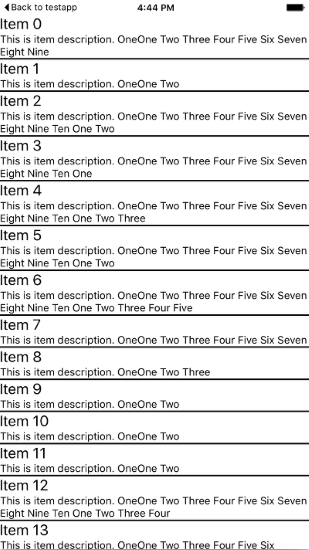 Back to testapp 4:44 PM
Item 0
This is item description. OneOne Two Three Four Five Six Seven
Eight Nine
Item 1
This is item description. OneOne Two
Item 2
This is item description. OneOne Two Three Four Five Six Seven
Eight Nine Ten One Two
Item 3
This is item description. OneOne Two Three Four Five Six Seven
Eight Nine Ten One
Item 4
This is item description. OneOne Two Three Four Five Six Seven
Eight Nine Ten One Two Three
Item 5
This is item description. OneOne Two Three Four Five Six Seven
Eight Nine Ten One Two
Item 6
This is item description. OneOne Two Three Four Five Six Seven
Eight Nine Ten One Two Three Four Five
Item 7
This is item description. OneOne Two Three Four Five Six Seven
Item 8
This is item description. OneOne Two Three
Item 9
This is item description. OneOne Two
Item 10
This is item description. OneOne Two
Item 11
This is item description. OneOne Two
Item 12
This is item description. OneOne Two Three Four Five Six Seven
Eight Nine Ten One Two Three Four
Item 13
This is item description. OneOne Two Three Four Five Six